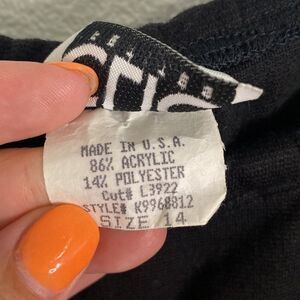 MADE IN U.S.A.
86% ACRYLIC
14% POLYESTER
Cut# L3922
STYLE# K9968812
SIZE 14